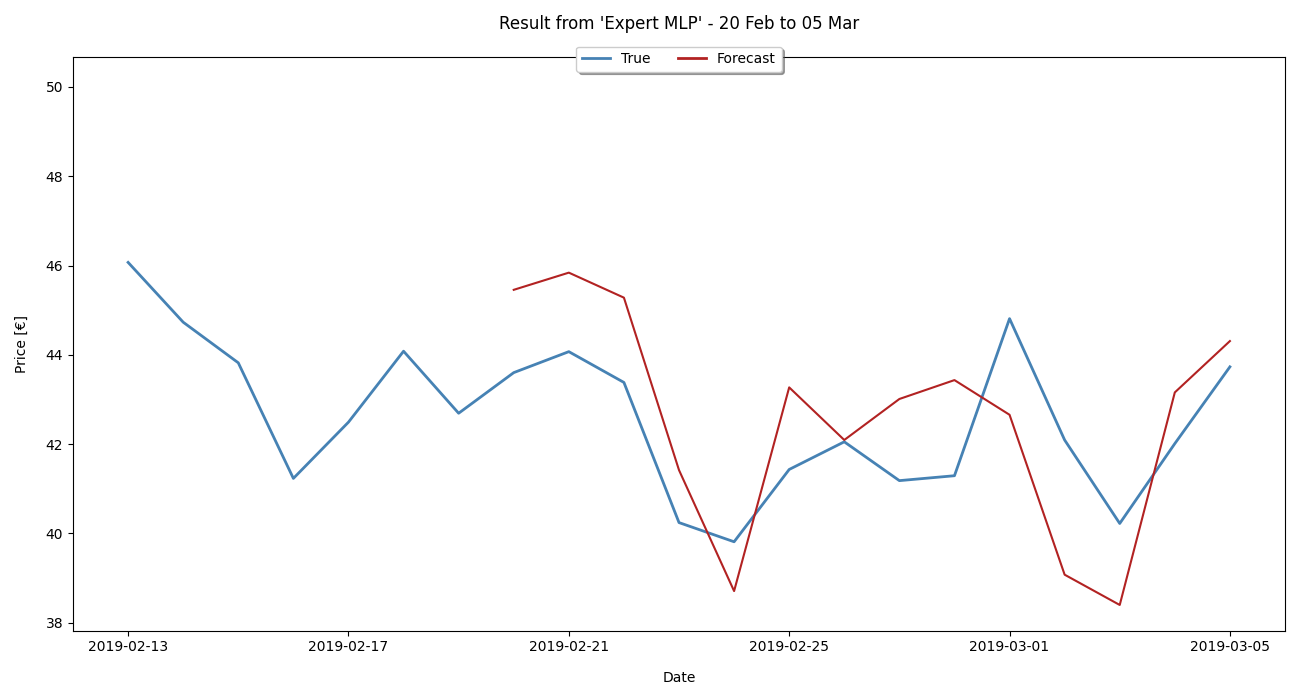 Result from 'Expert MLP' - 20 Feb to 05 Mar
True Forecast
50
48
46
44
42
40
38
Price [€]
2019-02-13 2019-02-17 2019-02-21 2019-02-25 2019-03-01 2019-03-05
Date